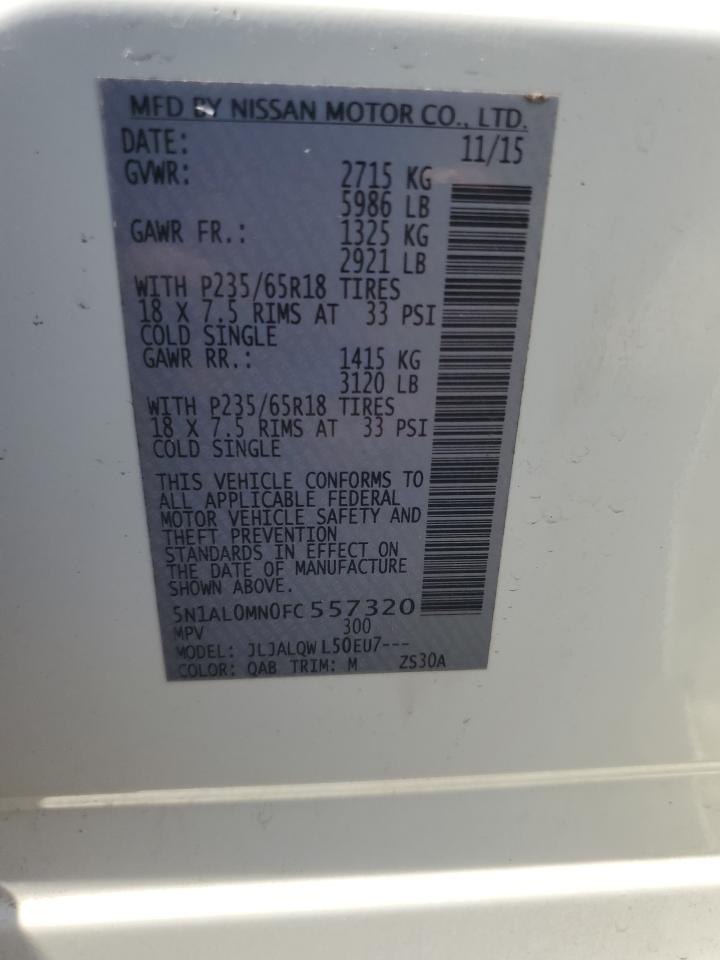 MFD BY NISSAN MOTOR CO., LTD.
DATE: 11/15
GVWR: 2715 KG
5986 LB
GAWR FR.: 1325 KG
2921 LB
WITH P235/65R18 TIRES
18 X 7.5 RIMS AT 33 PSI
COLD SINGLE
GAWR RR.: 1415 KG
3120 LB
WITH P235/65R18 TIRES
18 X 7.5 RIMS AT 33 PSI
COLD SINGLE
THIS VEHICLE CONFORMS TO
ALL APPLICABLE FEDERAL
MOTOR VEHICLE SAFETY AND
THEFT PREVENTION
STANDARDS IN EFFECT ON
THE DATE OF MANUFACTURE
SHOWN ABOVE.
5N1AL0MN0FC 557320
MPV 300
MODEL: JLJALQW L50EU7---
COLOR: QAB TRIM: M ZS30A